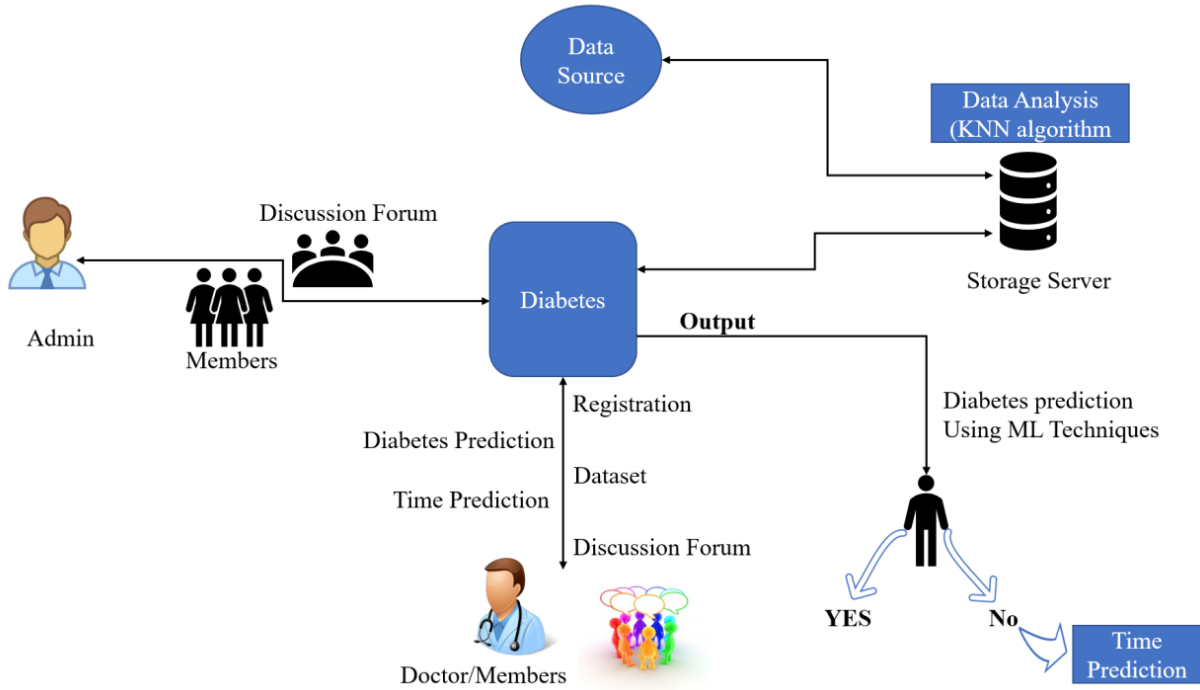 Data
Source
Data Analysis
(KNN algorithm
Discussion Forum
Storage Server
Diabetes
Admin
Members
Output
Registration
Diabetes prediction
Using ML Techniques
Diabetes Prediction
Dataset
Time Prediction
Discussion Forum
YES
No
Time
Prediction
Doctor/Members